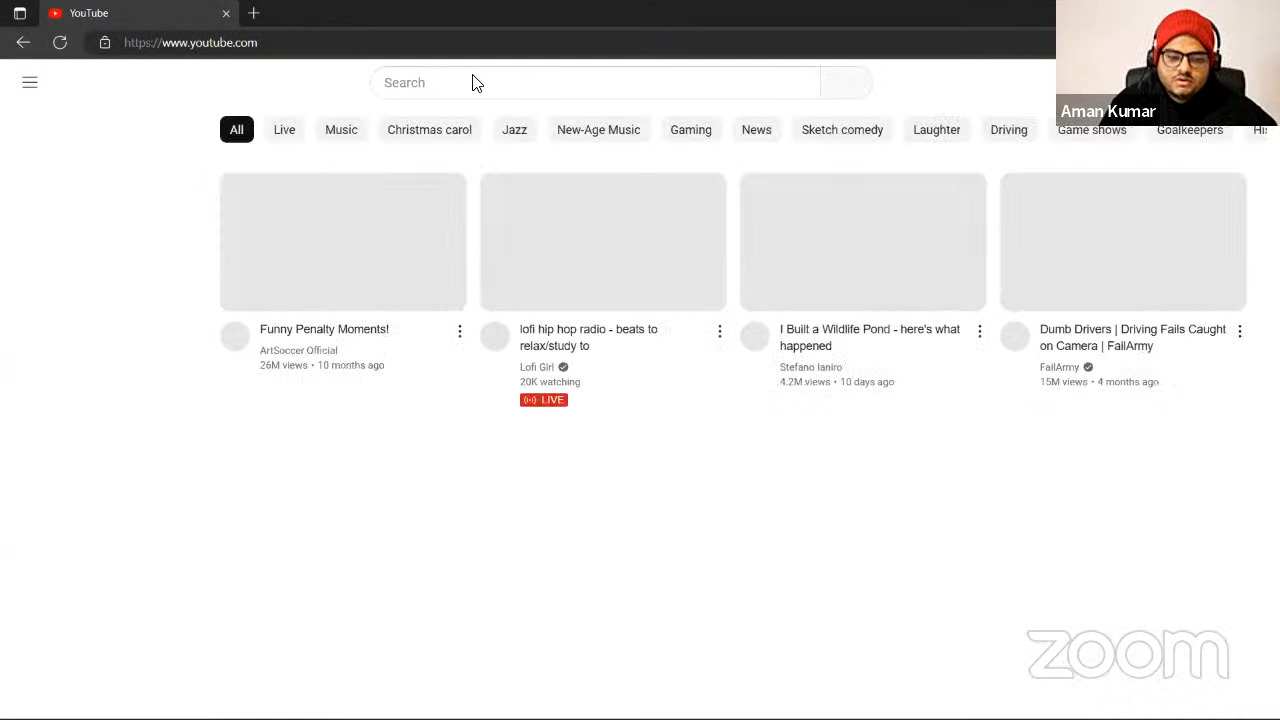 YouTube
https://www.youtube.com
Search
Aman Kumar
All Live Music Christmas carol Jazz New-Age Music Gaming News Sketch comedy Laughter Driving Game shows Goalkeepers
Funny Penalty Moments!
ArtSoccer Official
26M views • 10 months ago
lofi hip hop radio - beats to
relax/study to
Lofi Girl
20K watching
LIVE
I Built a Wildlife Pond - here's what
happened
Stefano Ianiro
4.2M views • 10 days ago
Dumb Drivers | Driving Fails Caught
on Camera | FailArmy
FailArmy
15M views • 4 months ago
zoom